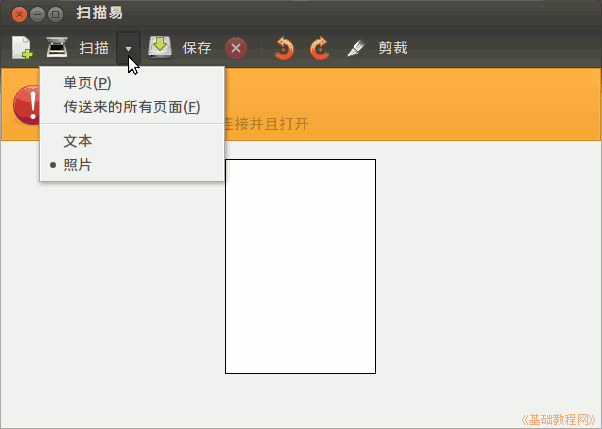 扫描易
扫描 保存 剪裁
单页(P)
传送来的所有页面(F)
连接并且打开
文本
照片
《基础教程网》